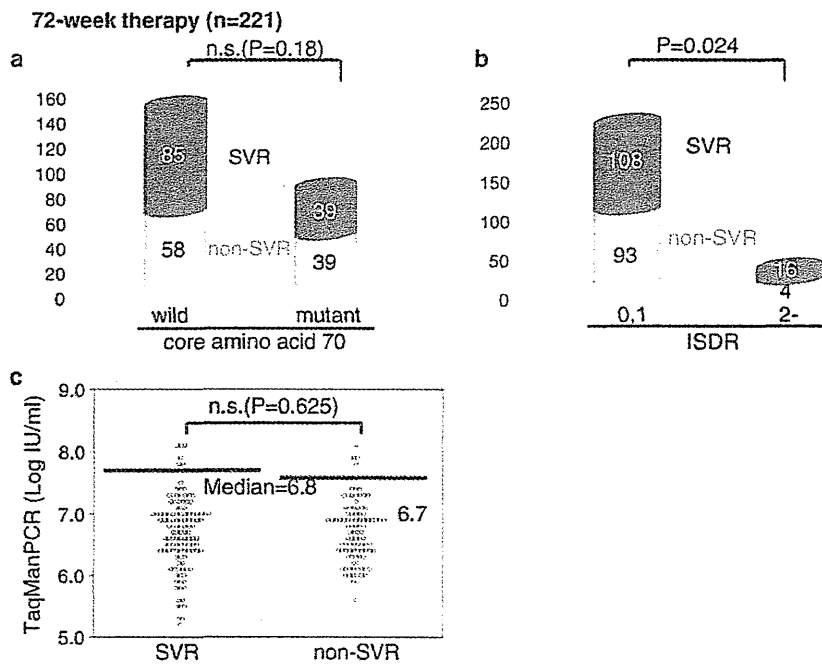 72-week therapy (n=221)
a
n.s.(P=0.18)
160
140
120
100
80
60
40
20
0
85
SVR
58
non-SVR
39
39
wild
mutant
core amino acid 70
b
P=0.024
250
200
150
100
50
0
108
SVR
93
non-SVR
16
4
0,1
2-
ISDR
c
n.s.(P=0.625)
TaqManPCR (Log IU/ml)
9.0
8.0
7.0
6.0
5.0
Median=6.8
6.7
SVR
non-SVR